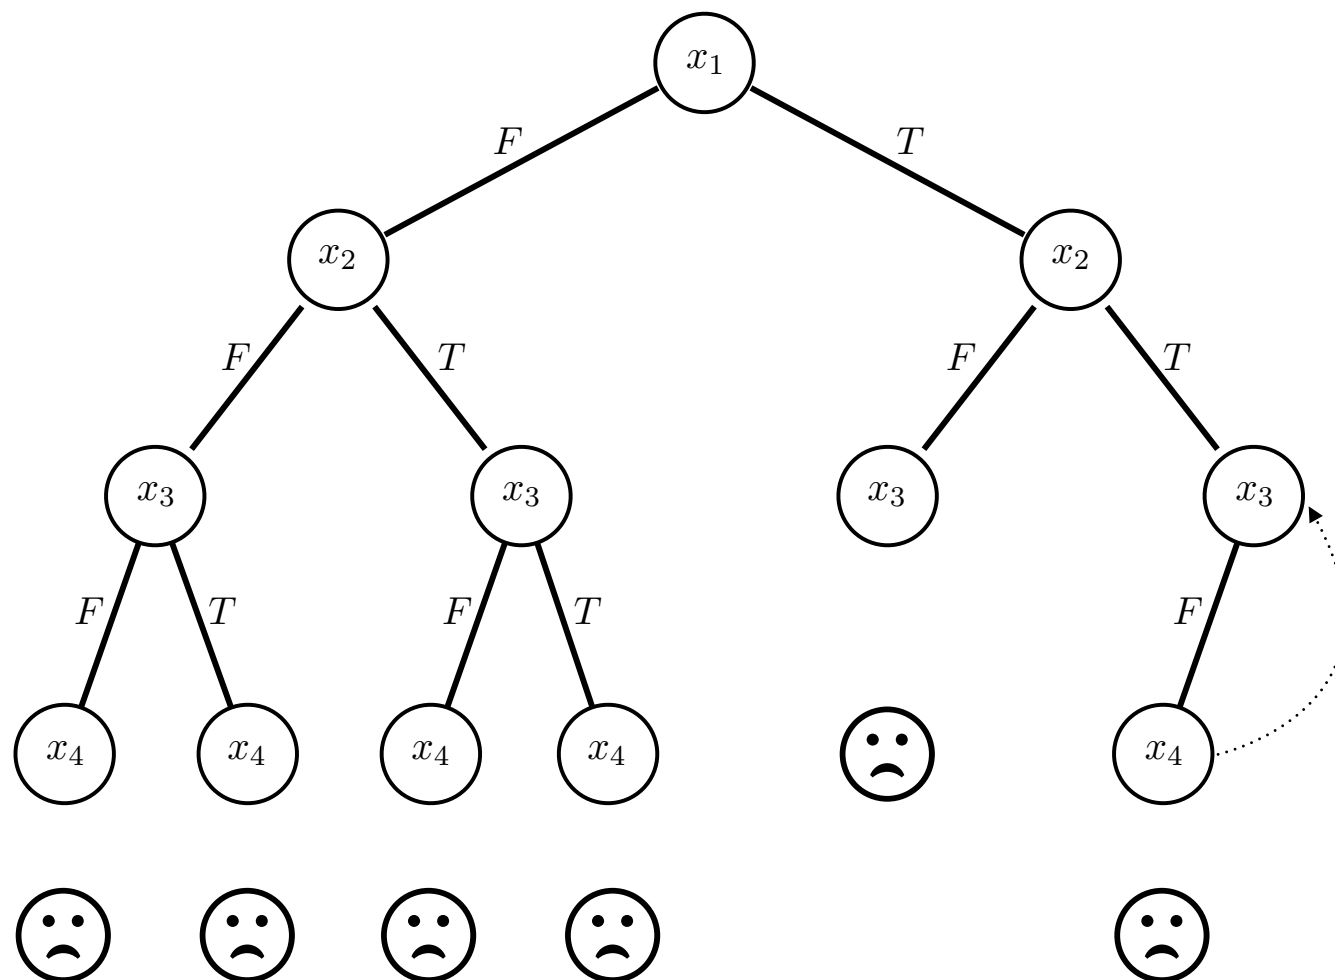 x₁
F T
x₂ x₂
F T F T
x₃ x₃ x₃ x₃
F T F T F
x₄ x₄ x₄ x₄ x₄